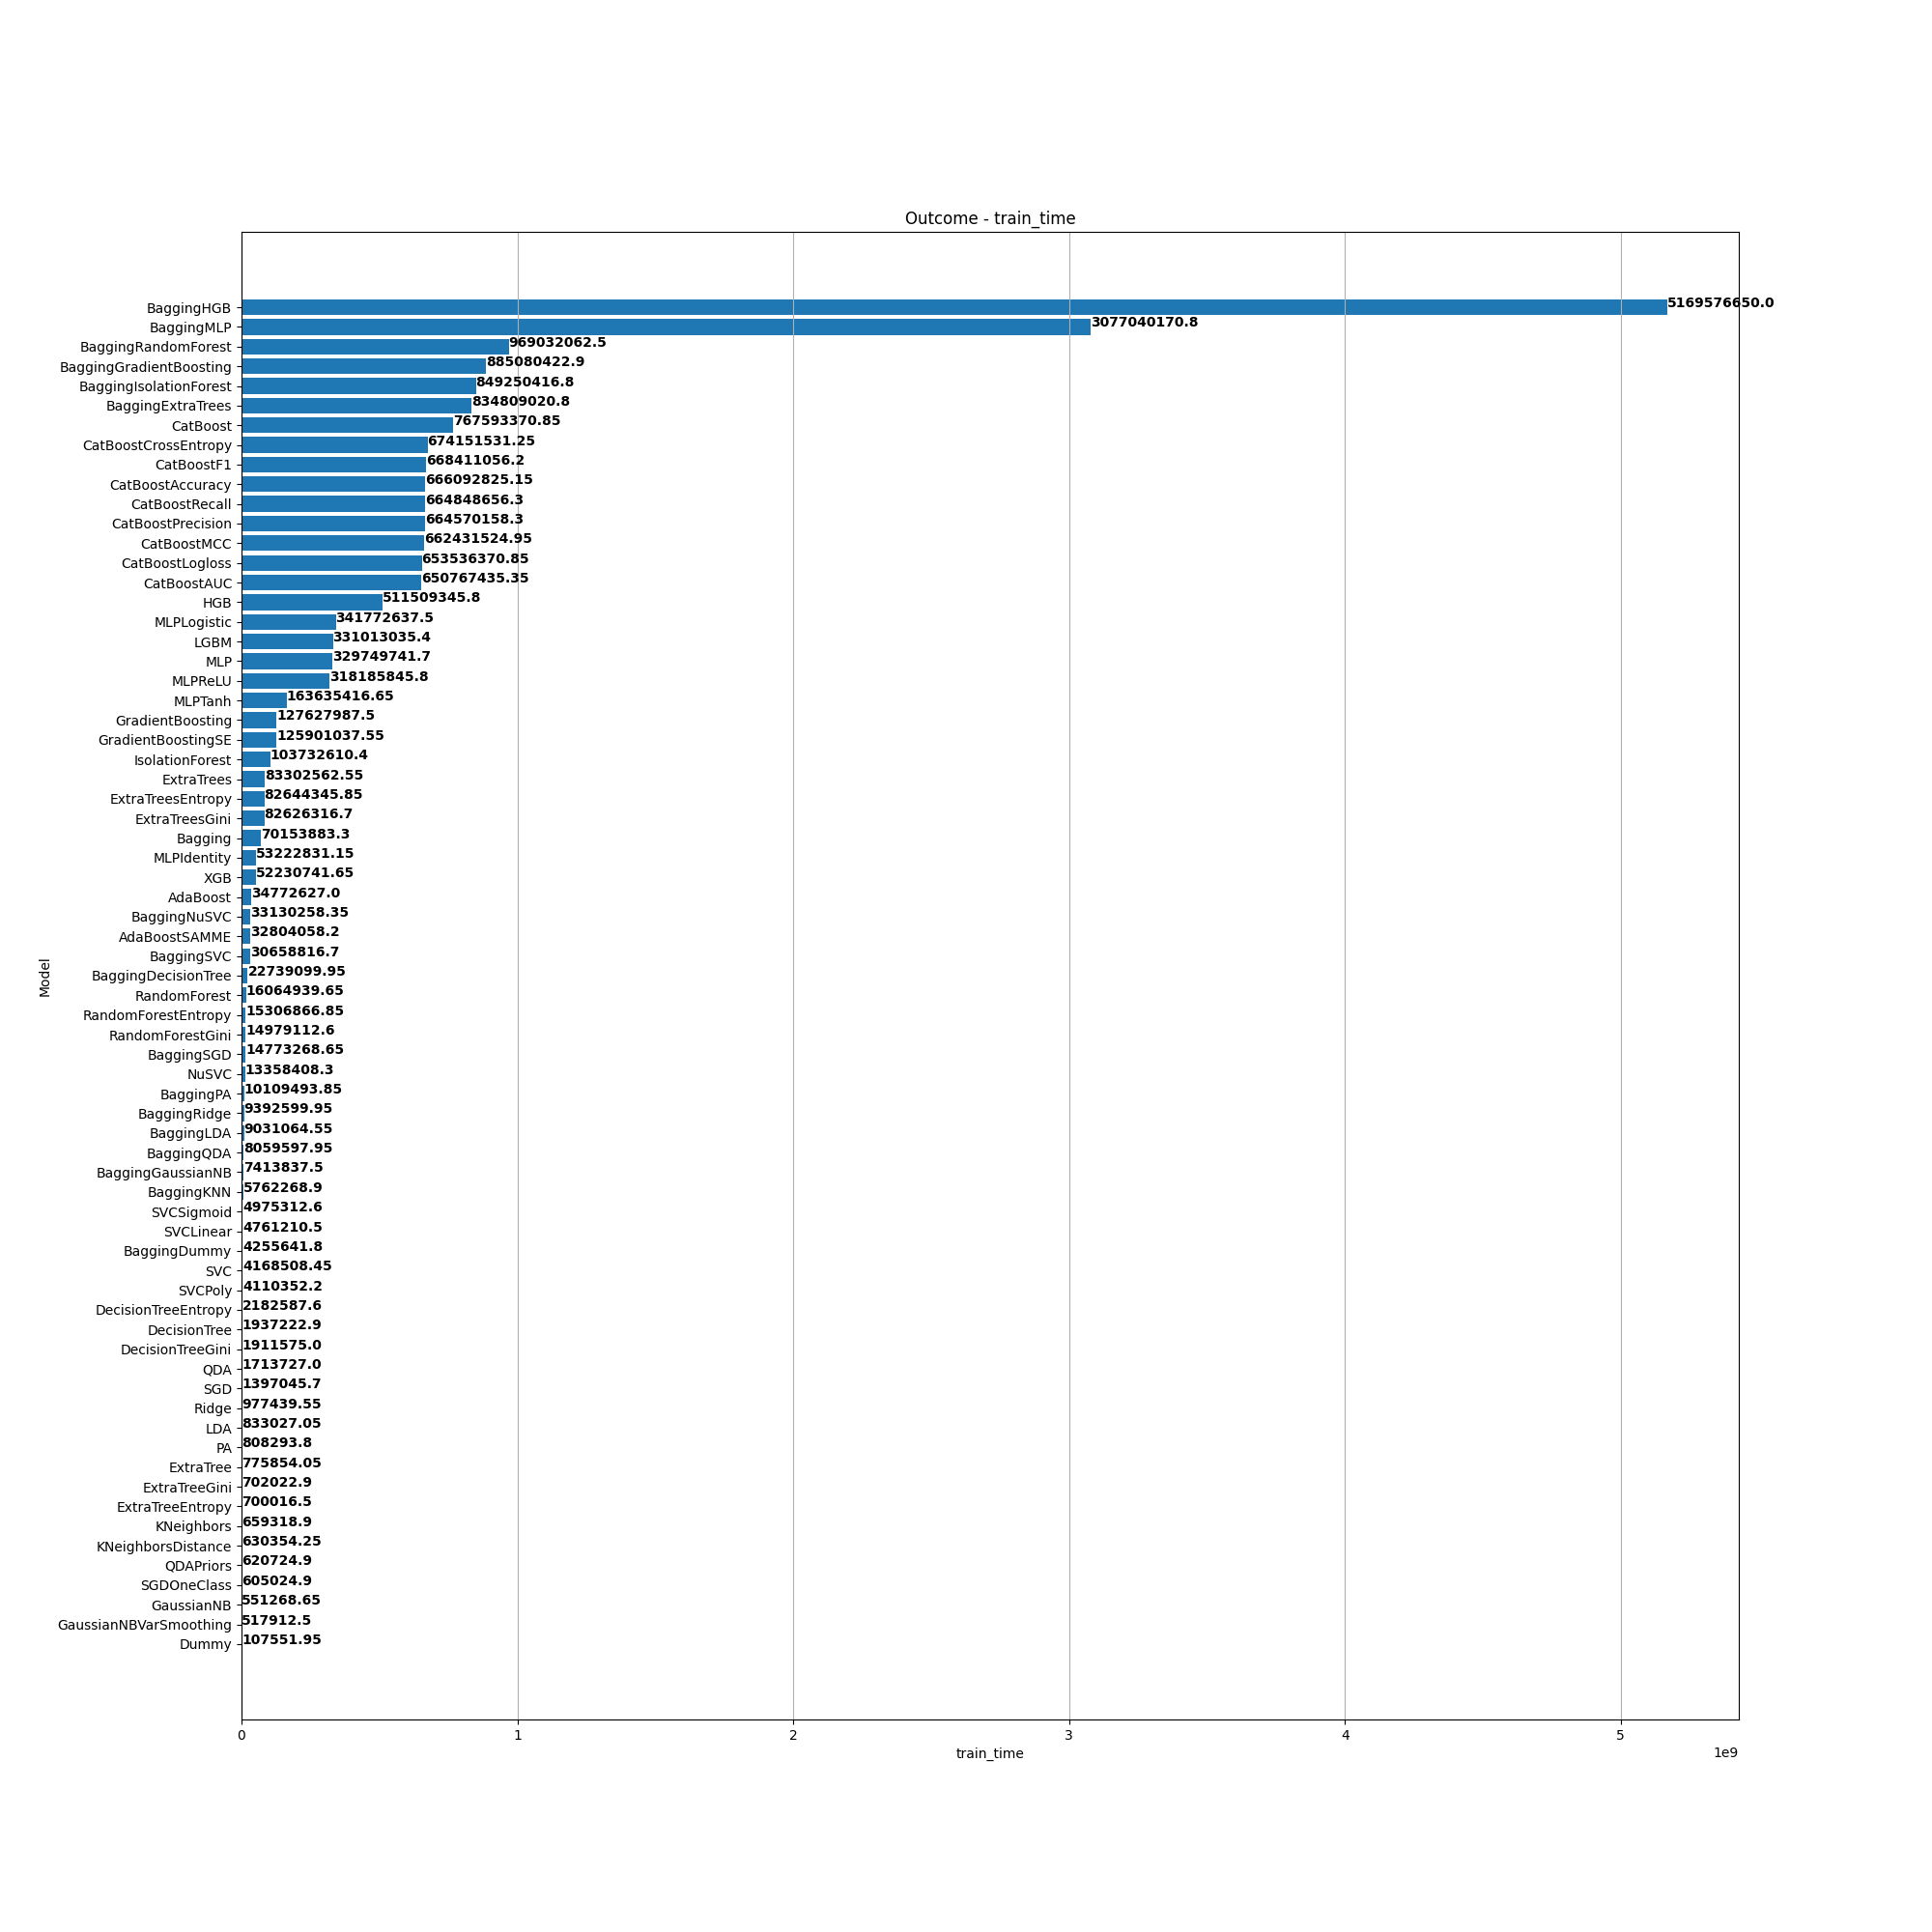 Outcome - train_time
BaggingHGB 5169576650.0
BaggingMLP 3077040170.8
BaggingRandomForest 969032062.5
BaggingGradientBoosting 885080422.9
BaggingIsolationForest 849250416.8
BaggingExtraTrees 834809020.8
CatBoost 767593370.85
CatBoostCrossEntropy 674151531.25
CatBoostF1 668411056.2
CatBoostAccuracy 666092825.15
CatBoostRecall 664848656.3
CatBoostPrecision 664570158.3
CatBoostMCC 662431524.95
CatBoostLogloss 653536370.85
CatBoostAUC 650767435.35
HGB 511509345.8
MLPLogistic 341772637.5
LGBM 331013035.4
MLP 329749741.7
MLPReLU 318185845.8
MLPTanh 163635416.65
GradientBoosting 127627987.5
GradientBoostingSE 125901037.55
IsolationForest 103732610.4
ExtraTrees 83302562.55
ExtraTreesEntropy 82644345.85
ExtraTreesGini 82626316.7
Bagging 70153883.3
MLPIdentity 53222831.15
XGB 52230741.65
AdaBoost 34772627.0
BaggingNuSVC 33130258.35
AdaBoostSAMME 32804058.2
BaggingSVC 30658816.7
BaggingDecisionTree 22739099.95
RandomForest 16064939.65
RandomForestEntropy 15306866.85
RandomForestGini 14979112.6
BaggingSGD 14773268.65
NuSVC 13358408.3
BaggingPA 10109493.85
BaggingRidge 9392599.95
BaggingLDA 9031064.55
BaggingQDA 8059597.95
BaggingGaussianNB 7413837.5
BaggingKNN 5762268.9
SVCSigmoid 4975312.6
SVCLinear 4761210.5
BaggingDummy 4255641.8
SVC 4168508.45
SVCPoly 4110352.2
DecisionTreeEntropy 2182587.6
DecisionTree 1937222.9
DecisionTreeGini 1911575.0
QDA 1713727.0
SGD 1397045.7
Ridge 977439.55
LDA 833027.05
PA 808293.8
ExtraTree 775854.05
ExtraTreeGini 702022.9
ExtraTreeEntropy 700016.5
KNeighbors 659318.9
KNeighborsDistance 630354.25
QDAPriors 620724.9
SGDOneClass 605024.9
GaussianNB 551268.65
GaussianNBVarSmoothing 517912.5
Dummy 107551.95
Model
0 1 2 3 4 5
train_time
1e9